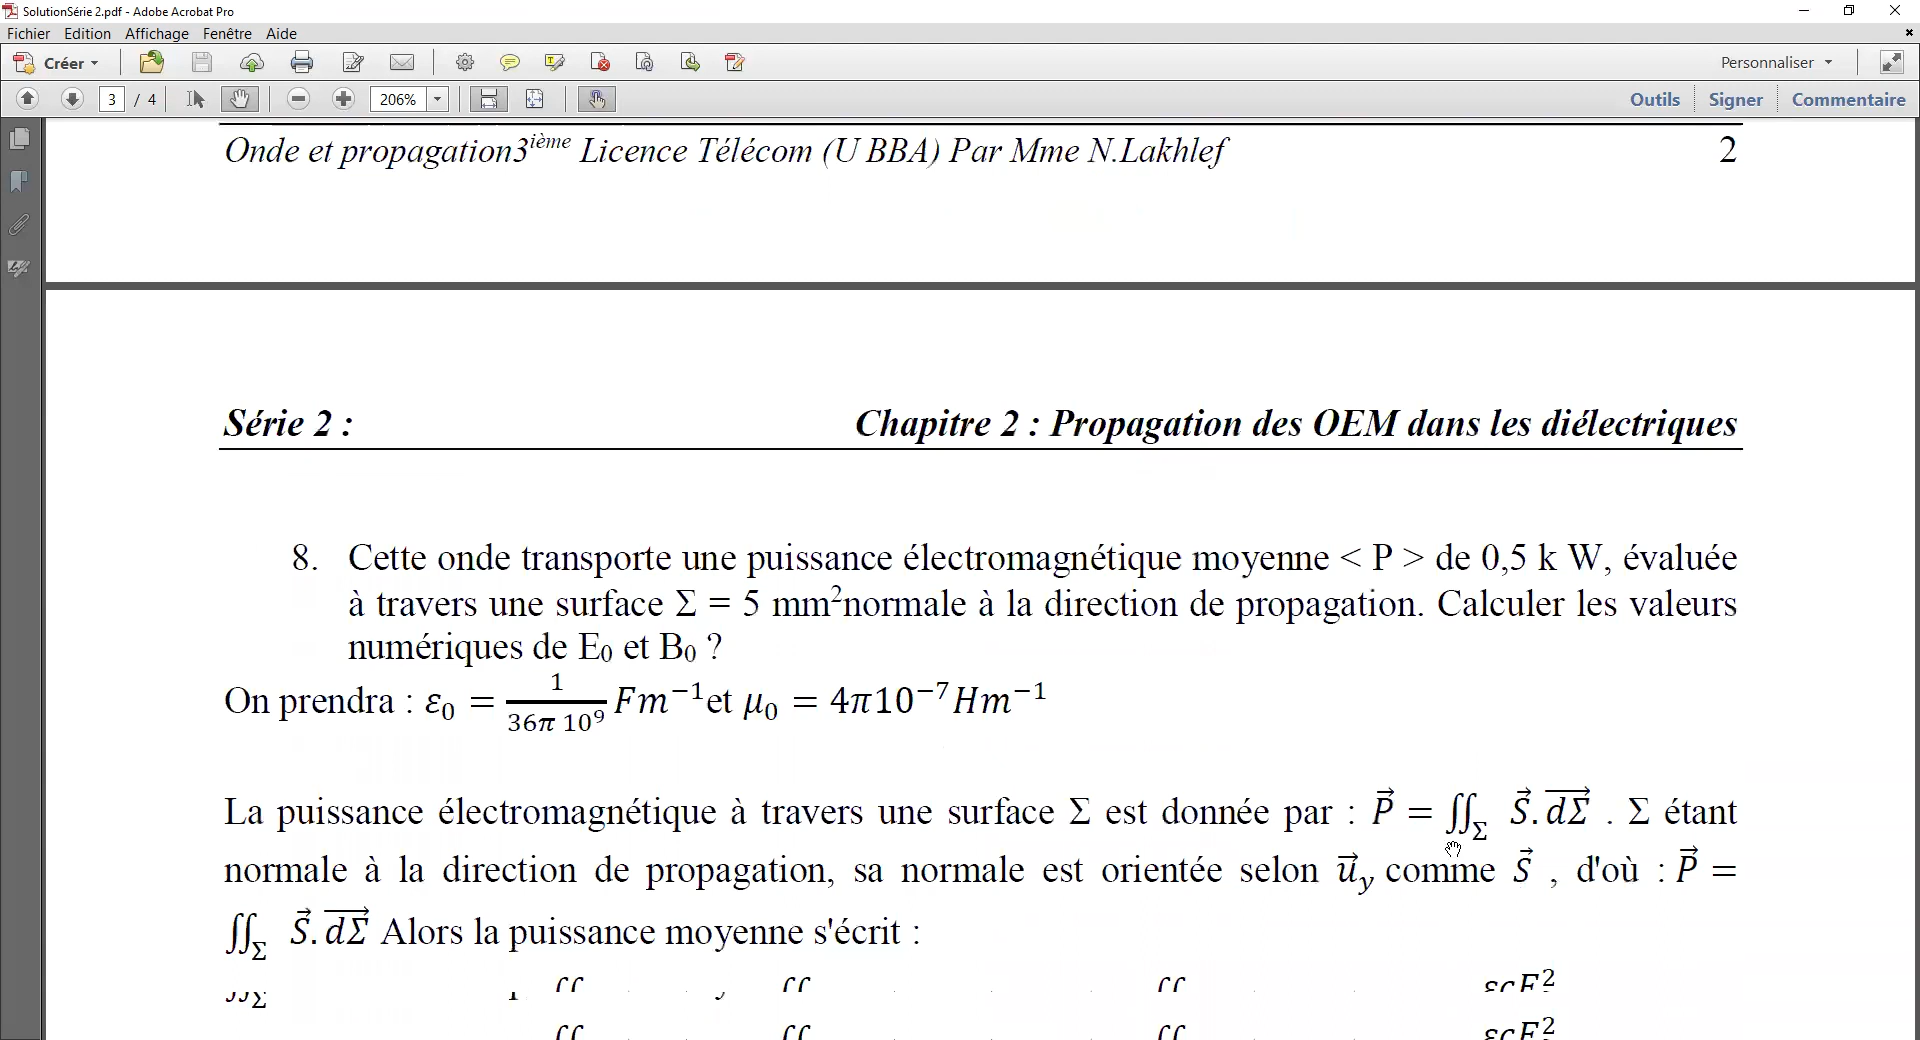 SolutionSérie 2.pdf - Adobe Acrobat Pro
Fichier Edition Affichage Fenêtre Aide
Créer Personnaliser
3 / 4 206% Outils Signer Commentaire
Onde et propagation3ième Licence Télécom (U BBA) Par Mme N.Lakhlef 2
Série 2 : Chapitre 2 : Propagation des OEM dans les diélectriques
8. Cette onde transporte une puissance électromagnétique moyenne < P > de 0,5 k W, évaluée
à travers une surface Σ = 5 mm²normale à la direction de propagation. Calculer les valeurs
numériques de E₀ et B₀ ?
On prendra : ε₀ = 1/(36π 10⁹) Fm⁻¹et μ₀ = 4π10⁻⁷Hm⁻¹
La puissance électromagnétique à travers une surface Σ est donnée par : P⃗ = ∬_Σ S⃗.dΣ⃗ . Σ étant
normale à la direction de propagation, sa normale est orientée selon u⃗_y comme S⃗ , d'où : P⃗ =
∬_Σ S⃗.dΣ⃗ Alors la puissance moyenne s'écrit :